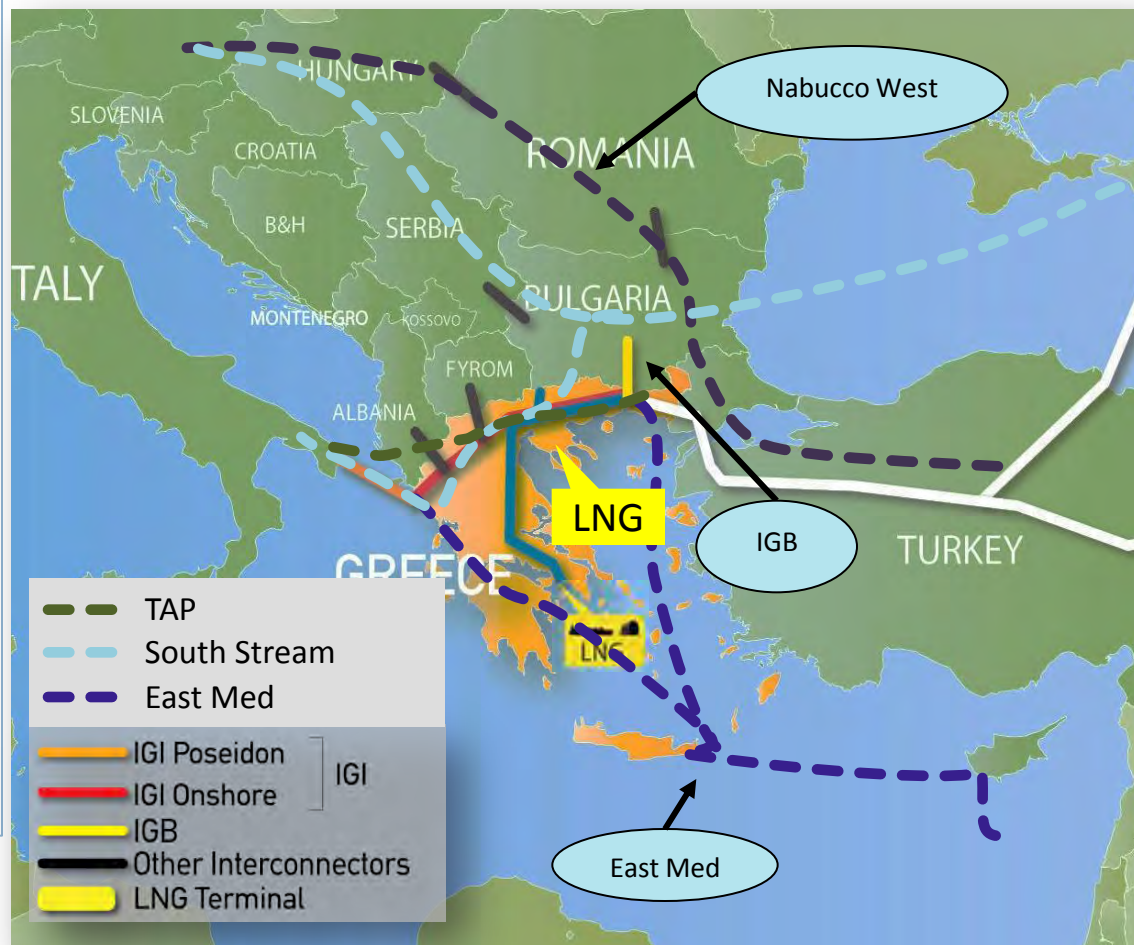 HUNGARY
Nabucco West
SLOVENIA
ROMANIA
CROATIA
B&H
SERBIA
TALY
BULGARIA
MONTENEGRO
KOSSOVO
FYROM
ALBANIA
LNG
IGB
TURKEY
GREECE
LNG
TAP
South Stream
East Med
IGI Poseidon
IGI
IGI Onshore
IGB
Other Interconnectors
LNG Terminal
East Med